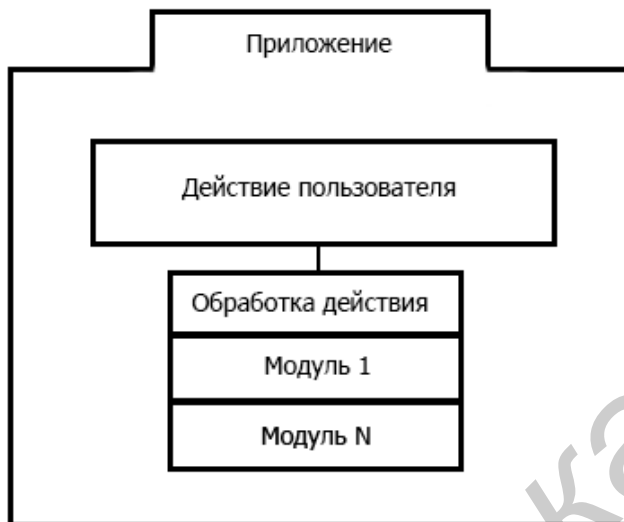 Приложение
Действие пользователя
Обработка действия
Модуль 1
Модуль N